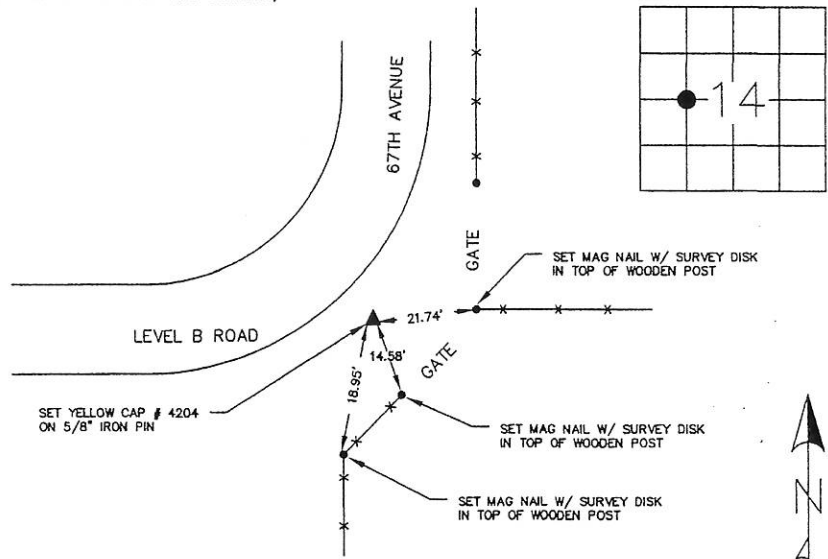 67TH AVENUE
14
GATE
SET MAG NAIL W/ SURVEY DISK
IN TOP OF WOODEN POST
21.74'
LEVEL B ROAD
14.58'
GATE
18.95'
SET YELLOW CAP # 4204
ON 5/8" IRON PIN
SET MAG NAIL W/ SURVEY DISK
IN TOP OF WOODEN POST
SET MAG NAIL W/ SURVEY DISK
IN TOP OF WOODEN POST
N